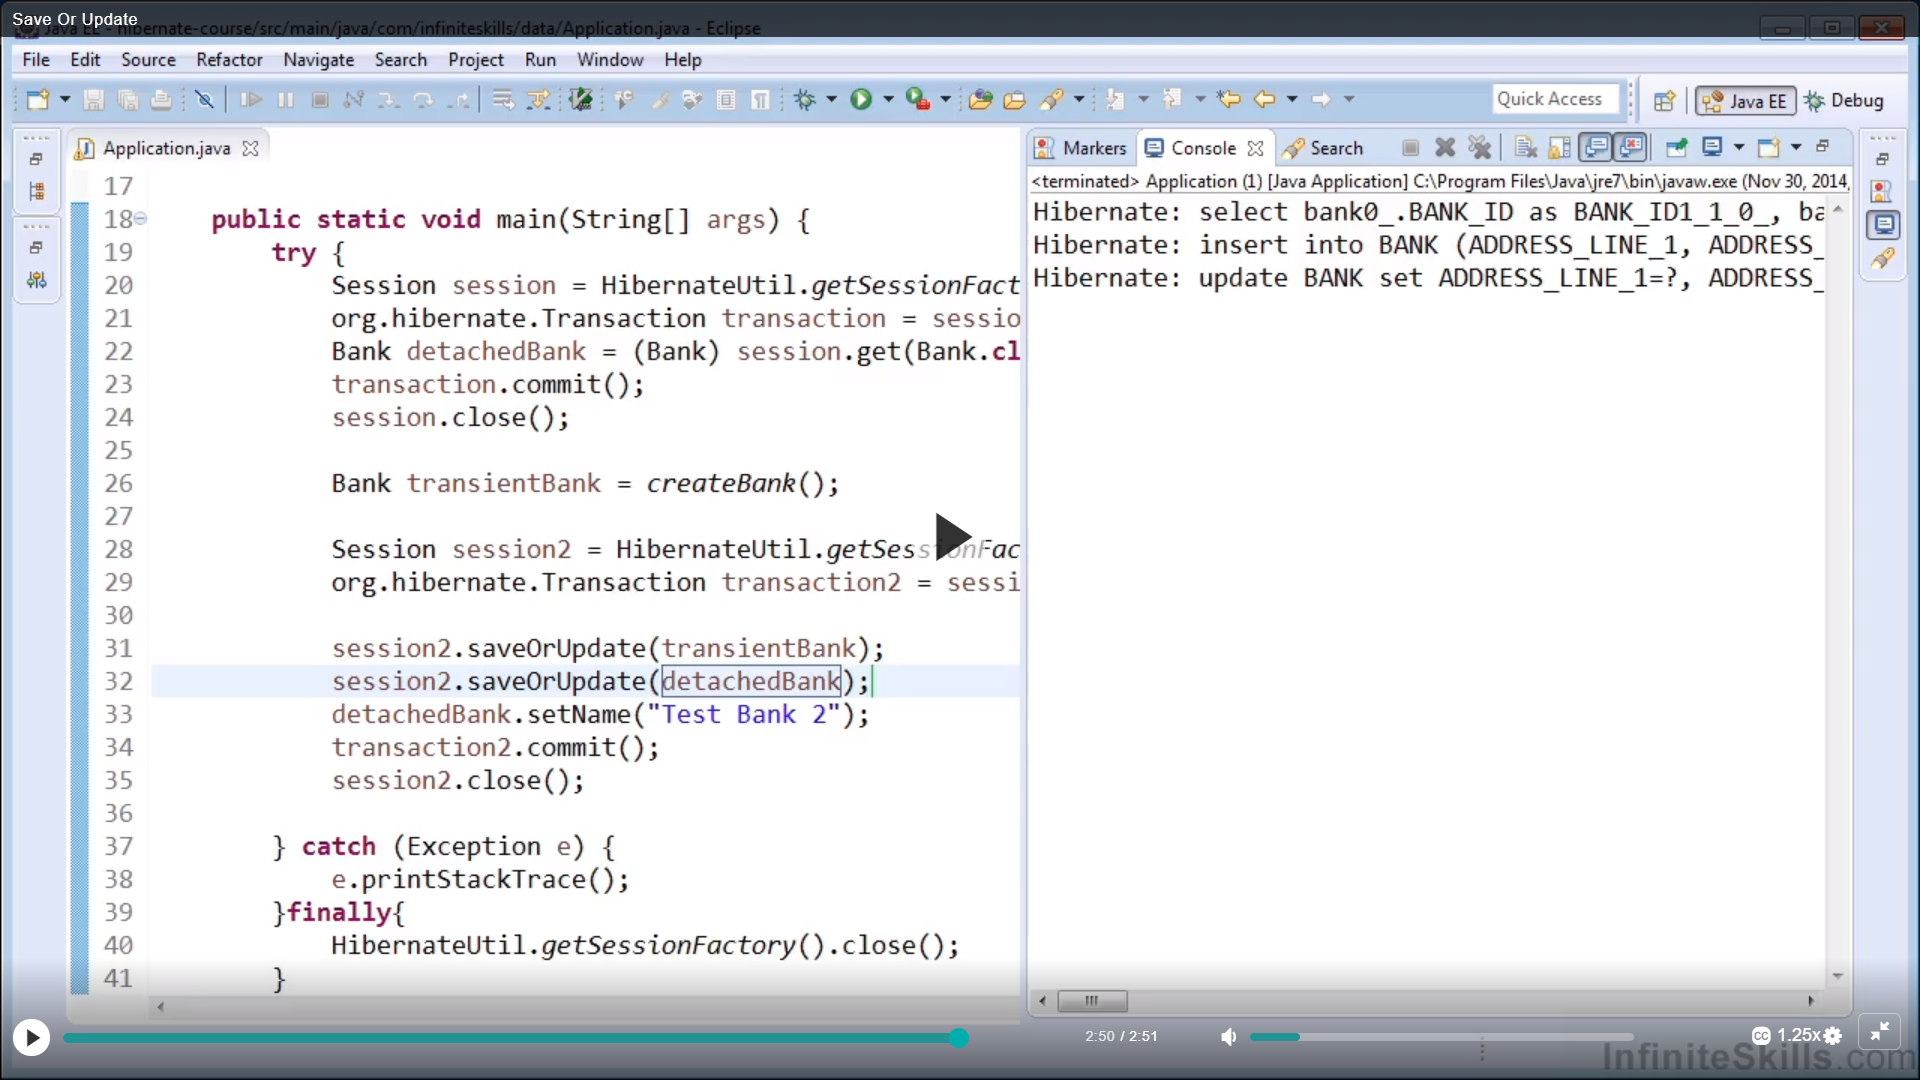 Save Or Update
Java EE - hibernate-course/src/main/java/com/infiniteskills/data/Application.java - Eclipse
File Edit Source Refactor Navigate Search Project Run Window Help
Quick Access
Java EE
Debug
Application.java
17
18 public static void main(String[] args) {
19 try {
20 Session session = HibernateUtil.getSessionFact
21 org.hibernate.Transaction transaction = sessio
22 Bank detachedBank = (Bank) session.get(Bank.cl
23 transaction.commit();
24 session.close();
25
26 Bank transientBank = createBank();
27
28 Session session2 = HibernateUtil.getSessionFac
29 org.hibernate.Transaction transaction2 = sessi
30
31 session2.saveOrUpdate(transientBank);
32 session2.saveOrUpdate(detachedBank);
33 detachedBank.setName("Test Bank 2");
34 transaction2.commit();
35 session2.close();
36
37 } catch (Exception e) {
38 e.printStackTrace();
39 }finally{
40 HibernateUtil.getSessionFactory().close();
41 }
Markers Console Search
<terminated> Application (1) [Java Application] C:\Program Files\Java\jre7\bin\javaw.exe (Nov 30, 2014,
Hibernate: select bank0_.BANK_ID as BANK_ID1_1_0_, ba
Hibernate: insert into BANK (ADDRESS_LINE_1, ADDRESS_
Hibernate: update BANK set ADDRESS_LINE_1=?, ADDRESS_
2:50 / 2:51
CC 1.25x
InfiniteSkills.com